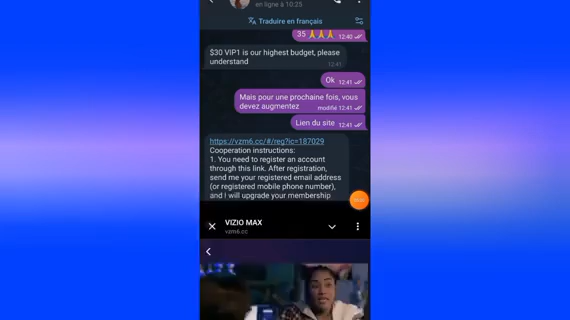 en ligne à 10:25
Traduire en français
35 🙏🙏🙏 12:40
$30 VIP1 is our highest budget, please
understand
12:41
Ok 12:41
Mais pour une prochaine fois, vous
devez augmentez modifié 12:41
Lien du site 12:41
https://vzm6.cc/#/reg?ic=187029
Cooperation instructions:
1. You need to register an account
through this link. After registration,
send me your registered email address
(or registered mobile phone number),
and I will upgrade your membership
VIZIO MAX
vzm6.cc